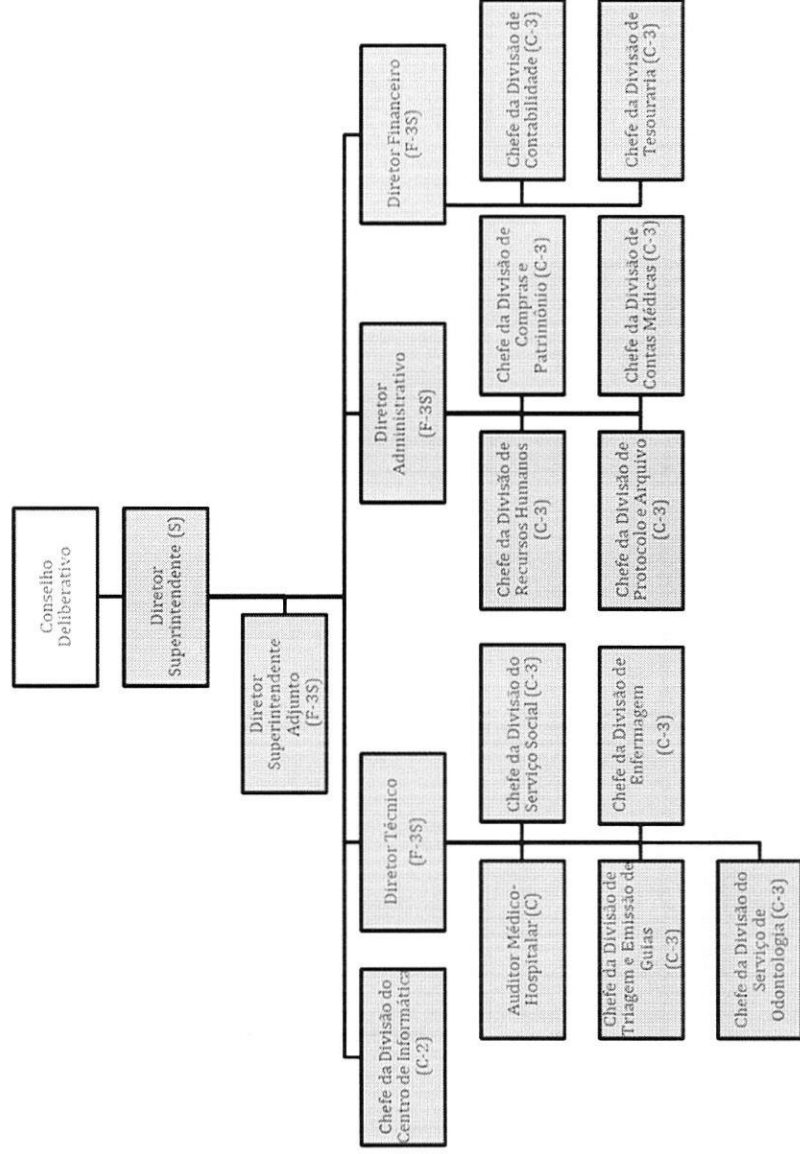 Conselho
Deliberativo
Diretor
Superintendente (S)
Diretor
Superintendente
Adjunto
(F-3S)
Chefe da Divisão do
Centro de Informática
(C-2)
Diretor Técnico
(F-3S)
Diretor
Administrativo
(F-3S)
Diretor Financeiro
(F-3S)
Auditor Médico-
Hospitalar (C)
Chefe da Divisão do
Serviço Social (C-3)
Chefe da Divisão de
Triagem e Emissão de
Guias
(C-3)
Chefe da Divisão de
Enfermagem
(C-3)
Chefe da Divisão do
Serviço de
Odontologia (C-3)
Chefe da Divisão de
Recursos Humanos
(C-3)
Chefe da Divisão de
Compras e
Patrimônio (C-3)
Chefe da Divisão de
Protocolo e Arquivo
(C-3)
Chefe da Divisão de
Contas Médicas (C-3)
Chefe da Divisão de
Contabilidade (C-3)
Chefe da Divisão de
Tesouraria (C-3)